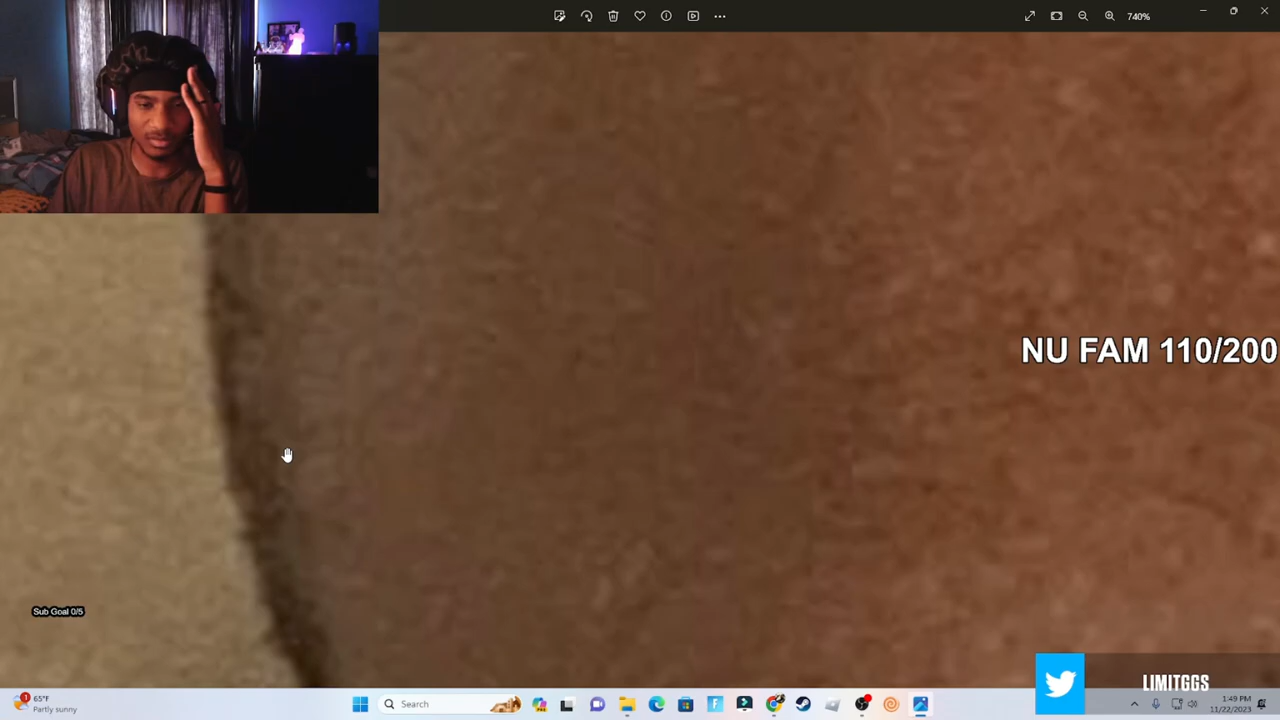 740%
NU FAM 110/200
Sub Goal 0/5
LIMITGGS
1
65°F
Partly sunny
Search
1:49 PM
11/22/2023